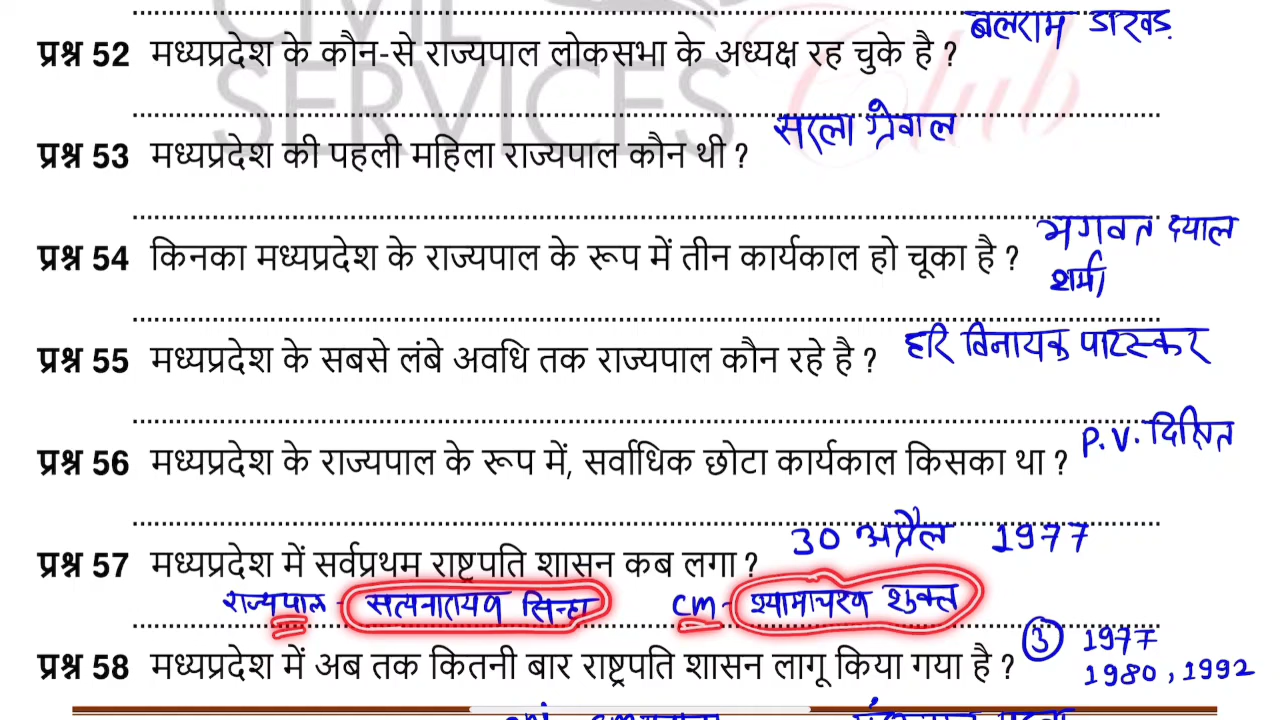 CIVIL
बलराम जाखड़
प्रश्न 52 मध्यप्रदेश के कौन-से राज्यपाल लोकसभा के अध्यक्ष रह चुके है ?
SERVICES Club
सरला ग्रेवाल
प्रश्न 53 मध्यप्रदेश की पहली महिला राज्यपाल कौन थी ?
भगवत दयाल
प्रश्न 54 किनका मध्यप्रदेश के राज्यपाल के रूप में तीन कार्यकाल हो चूका है ?
शर्मा
हरि विनायक पाटस्कर
प्रश्न 55 मध्यप्रदेश के सबसे लंबे अवधि तक राज्यपाल कौन रहे है ?
P.V. दिक्षित
प्रश्न 56 मध्यप्रदेश के राज्यपाल के रूप में, सर्वाधिक छोटा कार्यकाल किसका था ?
30 अप्रैल 1977
प्रश्न 57 मध्यप्रदेश में सर्वप्रथम राष्ट्रपति शासन कब लगा ?
राज्यपाल - सत्यनारायण सिन्हा CM - श्यामाचरण शुक्ल
③ 1977
प्रश्न 58 मध्यप्रदेश में अब तक कितनी बार राष्ट्रपति शासन लागू किया गया है ?
1980, 1992